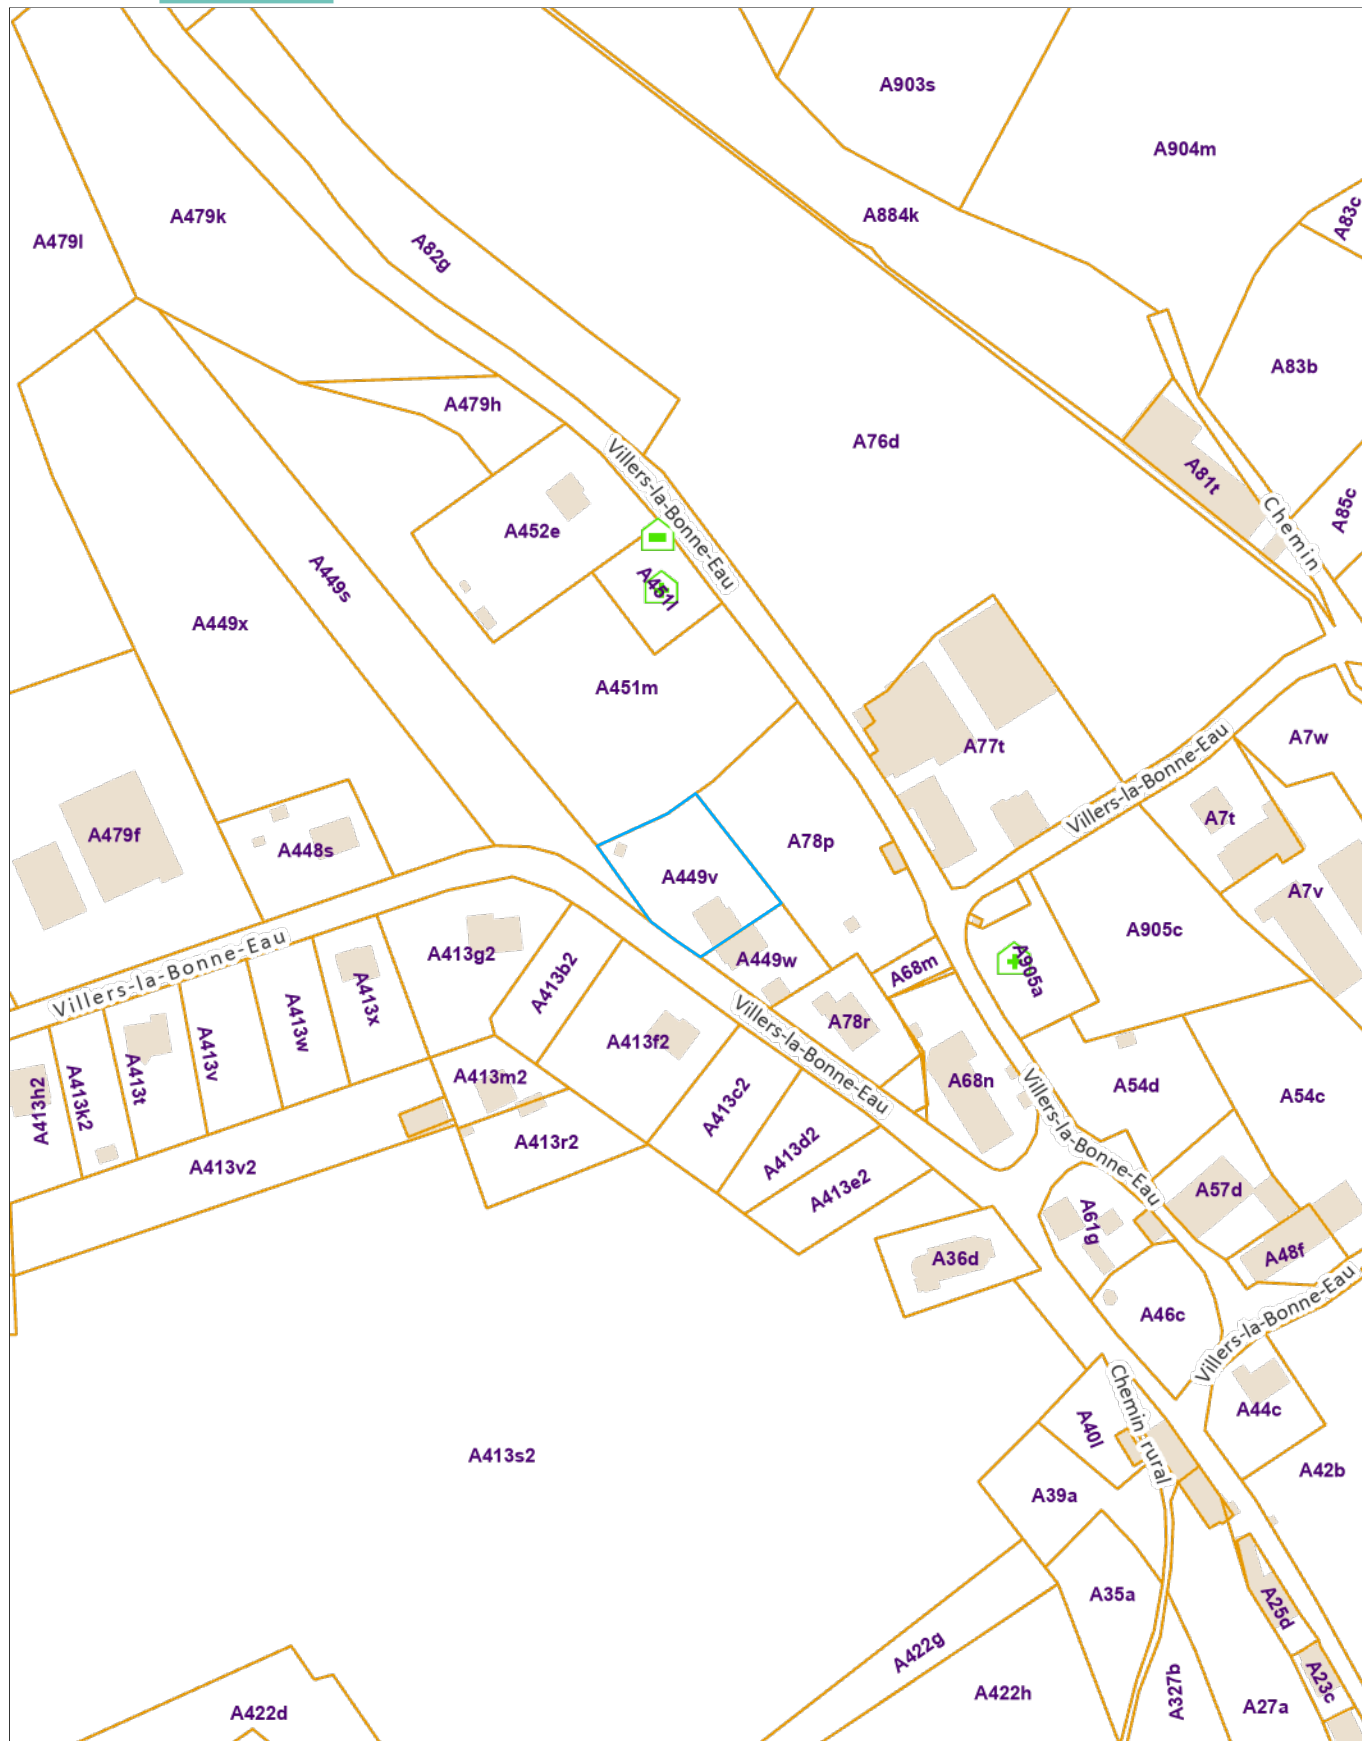 A903s
A904m
A83c
A884k
A479k
A479l
A82g
A83b
A479h
A76d
Villers-la-Bonne-Eau
A81t
A85c
Chemin
A452e
A449s
A451l
A449x
A451m
A77t
A7w
Villers-la-Bonne-Eau
A7t
A479f
A448s
A78p
A449v
A7v
A905c
Villers-la-Bonne-Eau
A413g2
A449w
A68m
A905a
A413b2
A413x
A413w
A78r
Villers-la-Bonne-Eau
A413f2
A413v
A413t
A413k2
A413h2
A413m2
A68n
A54d
A54c
A413c2
Villers-la-Bonne-Eau
A413r2
A413d2
A413v2
A413e2
A57d
A61g
A36d
A48f
A46c
Villers-la-Bonne-Eau
A44c
Chemin rural
A40l
A413s2
A42b
A39a
A35a
A25d
A422g
A23c
A327b
A422h
A27a
A422d